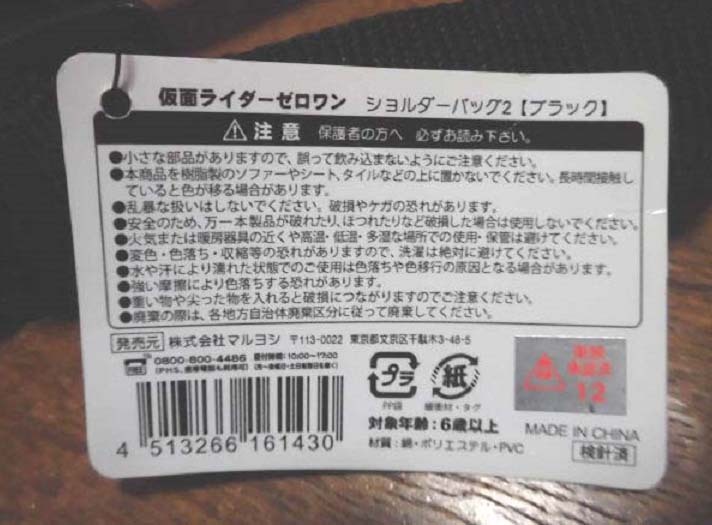 仮面ライダーゼロワン ショルダーバッグ2【ブラック】
注意 保護者の方へ 必ずお読み下さい。
●小さな部品がありますので、誤って飲み込まないようにご注意ください。
●本商品を樹脂製のソファーやシート、タイルなどの上に置かないでください。長時間接触し
ていると色が移る場合があります。
●乱暴な扱いはしないでください。破損やケガの恐れがあります。
●安全のため、万一本製品が破れたり、ほつれたりなど破損した場合は使用しないでください。
●火気または暖房器具の近くや高温・低温・多湿な場所での使用・保管は避けてください。
●変色・色落ち・収縮等の恐れがありますので、洗濯は絶対に避けてください。
●水や汗により濡れた状態でのご使用は色落ちや色移行の原因となる場合があります。
●強い摩擦により色落ちする恐れがあります。
●重い物や尖った物を入れると破損につながりますのでご注意ください。
●廃棄の際は、各地方自治体廃棄区分に従って廃棄してください。
発売元 株式会社マルヨシ 〒113-0022 東京都文京区千駄木3-48-5
0800-800-4486 受付時間:10:00~17:00
プラ 紙
PP袋 緩衝材・タグ
対象年齢:6歳以上
材質:綿・ポリエステル・PVC
12
MADE IN CHINA
検針済
4 513266 161430